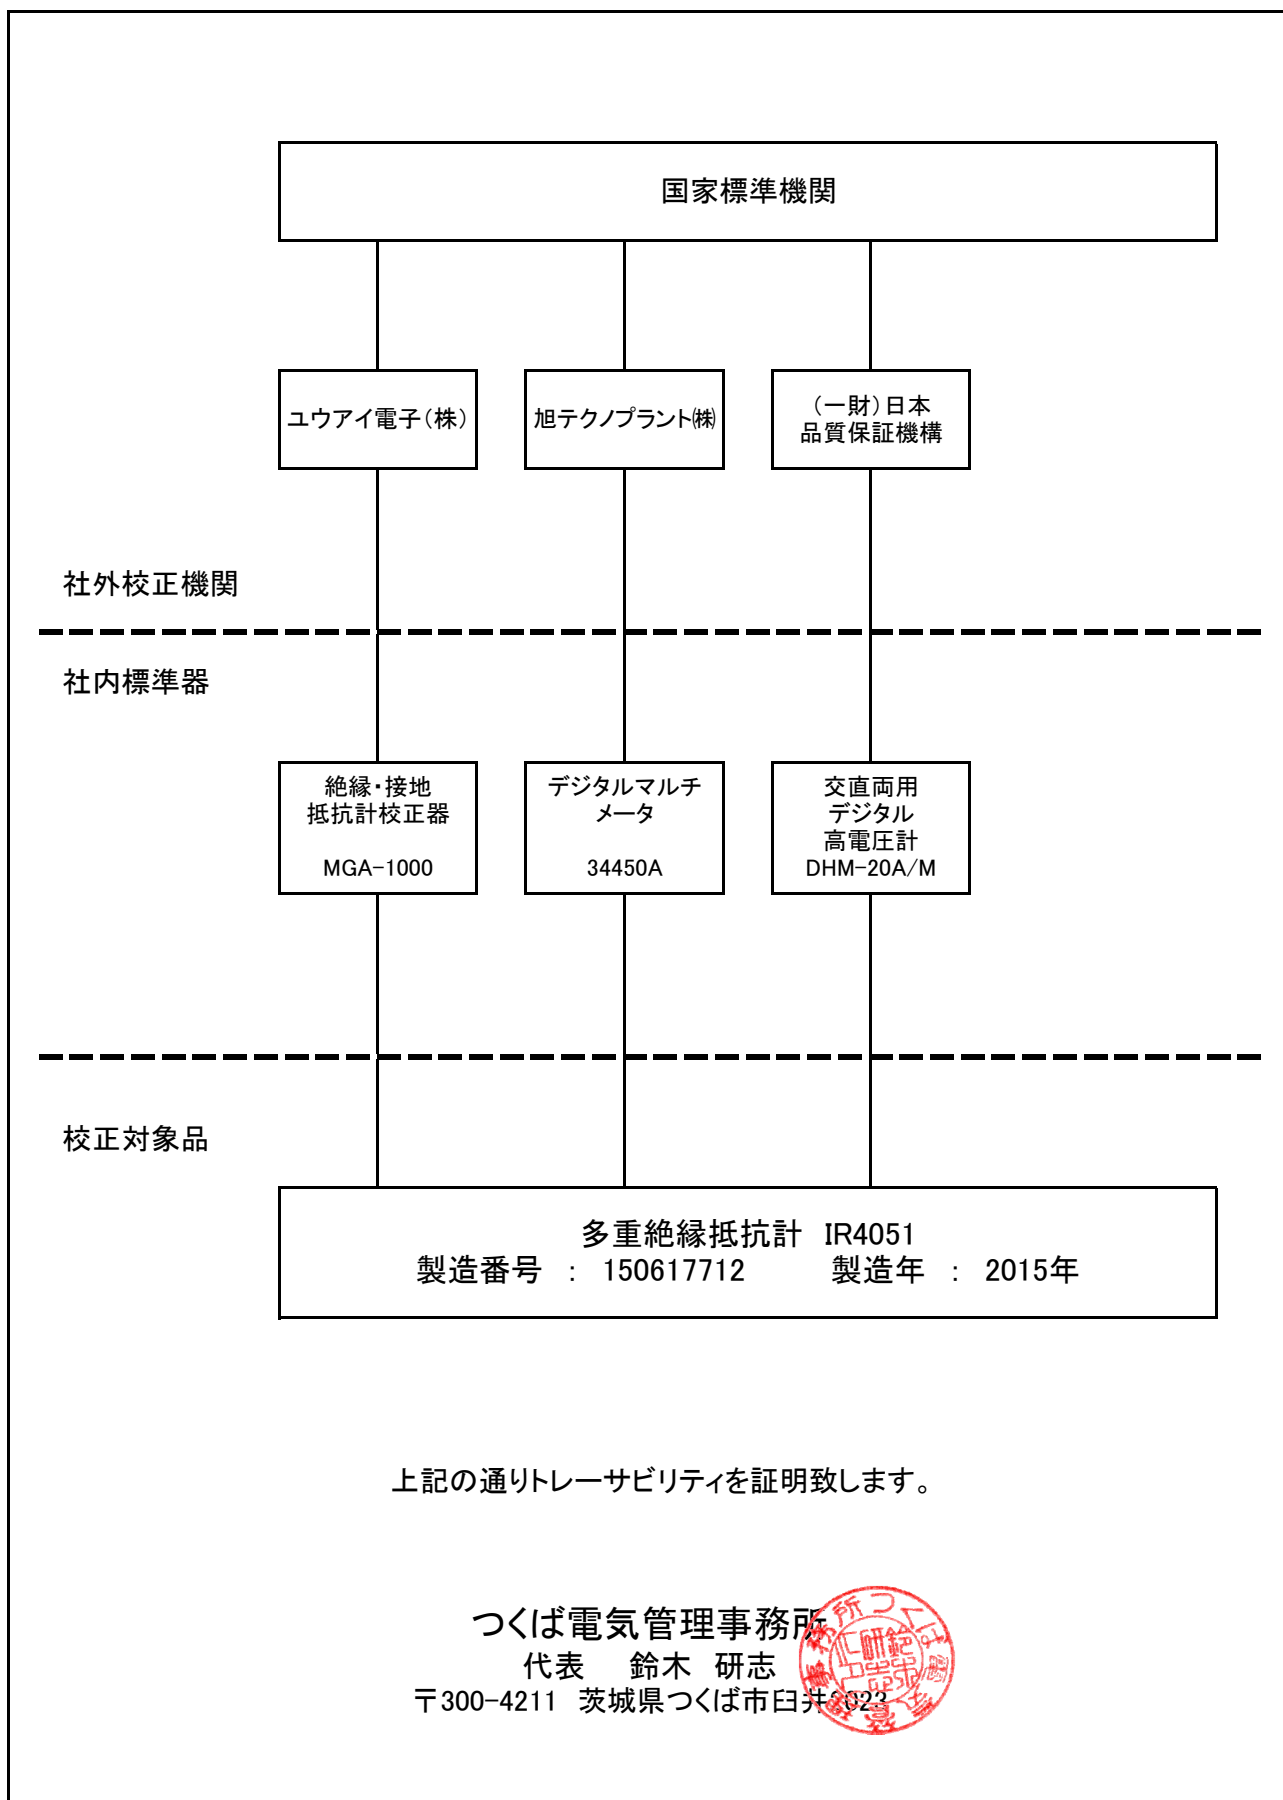 国家標準機関
ユウアイ電子(株)
旭テクノプラント㈱
(一財)日本
品質保証機構
社外校正機関
社内標準器
絶縁・接地
抵抗計校正器
MGA-1000
デジタルマルチ
メータ
34450A
交直両用
デジタル
高電圧計
DHM-20A/M
校正対象品
多重絶縁抵抗計 IR4051
製造番号 : 150617712 製造年 : 2015年
上記の通りトレーサビリティを証明致します。
つくば電気管理事務所
代表 鈴木 研志
〒300-4211 茨城県つくば市臼井